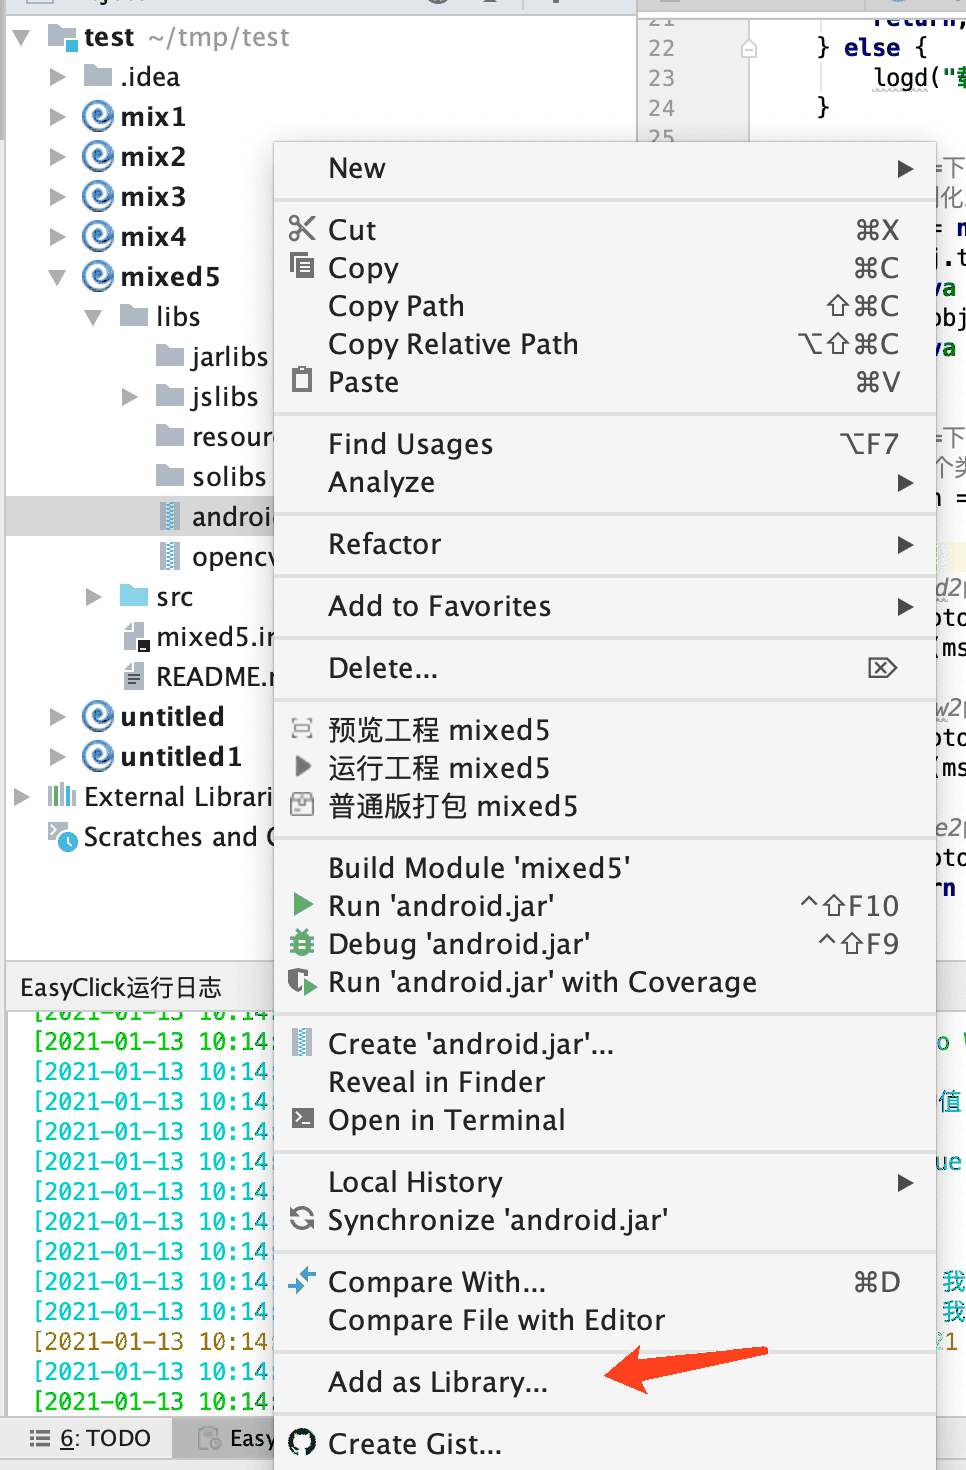 test ~/tmp/test
.idea
mix1
mix2
mix3
mix4
mixed5
libs
jarlibs
jslibs
resour
solibs
androi
opencv
src
mixed5.i
README.
untitled
untitled1
External Librari
Scratches and
21
22
23
24
25
return;
} else {
logd("
}
New
Cut ⌘X
Copy ⌘C
Copy Path ⇧⌘C
Copy Relative Path ⌥⇧⌘C
Paste ⌘V
Find Usages ⌥F7
Analyze
Refactor
Add to Favorites
Delete... ⌦
预览工程 mixed5
运行工程 mixed5
普通版打包 mixed5
Build Module 'mixed5'
Run 'android.jar' ^⇧F10
Debug 'android.jar' ^⇧F9
Run 'android.jar' with Coverage
Create 'android.jar'...
Reveal in Finder
Open in Terminal
Local History
Synchronize 'android.jar'
Compare With... ⌘D
Compare File with Editor
Add as Library...
Create Gist...
EasyClick运行日志
[2021-01-13 10:14:
[2021-01-13 10:14:
[2021-01-13 10:14:
[2021-01-13 10:14:
[2021-01-13 10:14:
[2021-01-13 10:14:
[2021-01-13 10:14:
[2021-01-13 10:14:
[2021-01-13 10:14:
[2021-01-13 10:14:
[2021-01-13 10:14:
[2021-01-13 10:14:
[2021-01-13 10:14:
[2021-01-13 10:14:
6: TODO
Easy